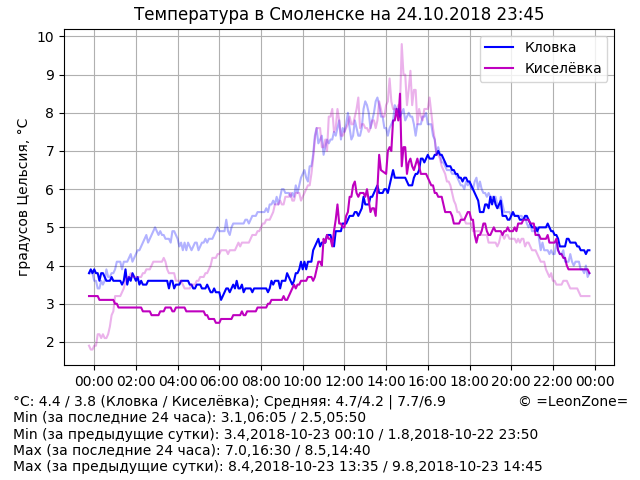 Температура в Смоленске на 24.10.2018 23:45
градусов Цельсия, °C
10
9
8
7
6
5
4
3
2
Кловка
Киселёвка
00:00 02:00 04:00 06:00 08:00 10:00 12:00 14:00 16:00 18:00 20:00 22:00 00:00
°C: 4.4 / 3.8 (Кловка / Киселёвка); Средняя: 4.7/4.2 | 7.7/6.9
© =LeonZone=
Min (за последние 24 часа): 3.1,06:05 / 2.5,05:50
Min (за предыдущие сутки): 3.4,2018-10-23 00:10 / 1.8,2018-10-22 23:50
Max (за последние 24 часа): 7.0,16:30 / 8.5,14:40
Max (за предыдущие сутки): 8.4,2018-10-23 13:35 / 9.8,2018-10-23 14:45